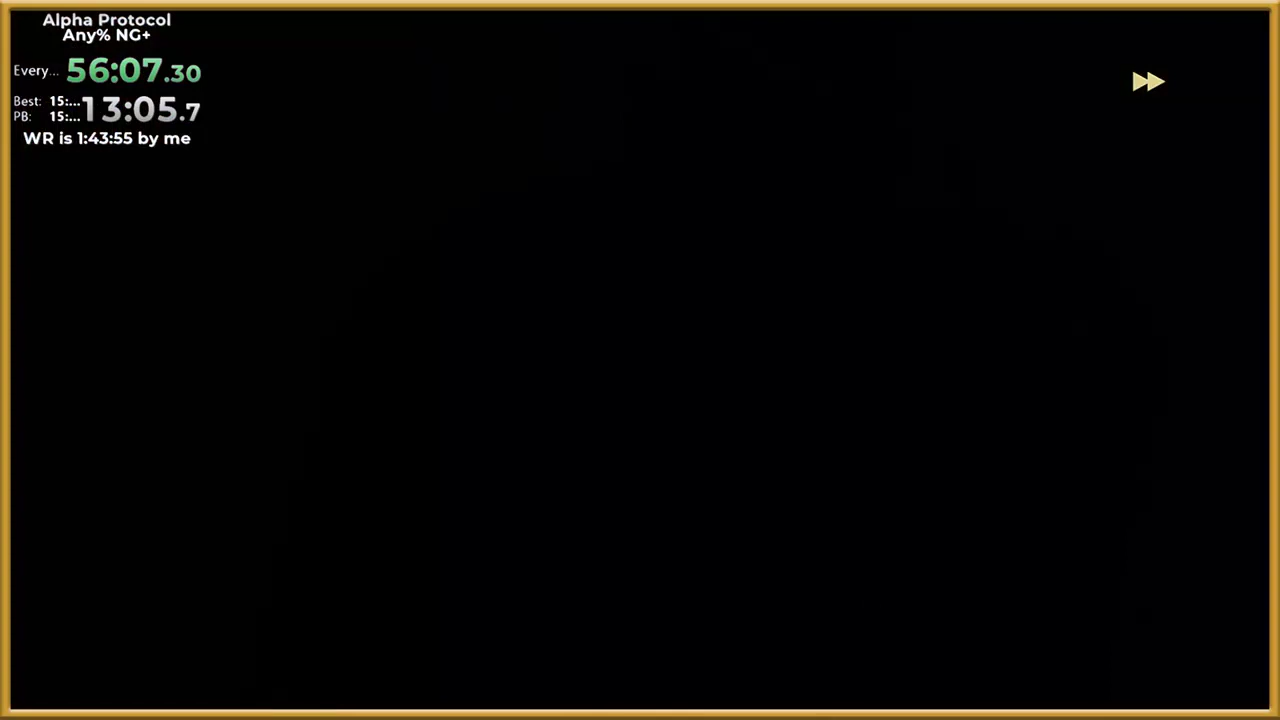 Alpha Protocol
Any% NG+
Every... 56:07.30
Best: 15:...
PB: 15:... 13:05.7
WR is 1:43:55 by me